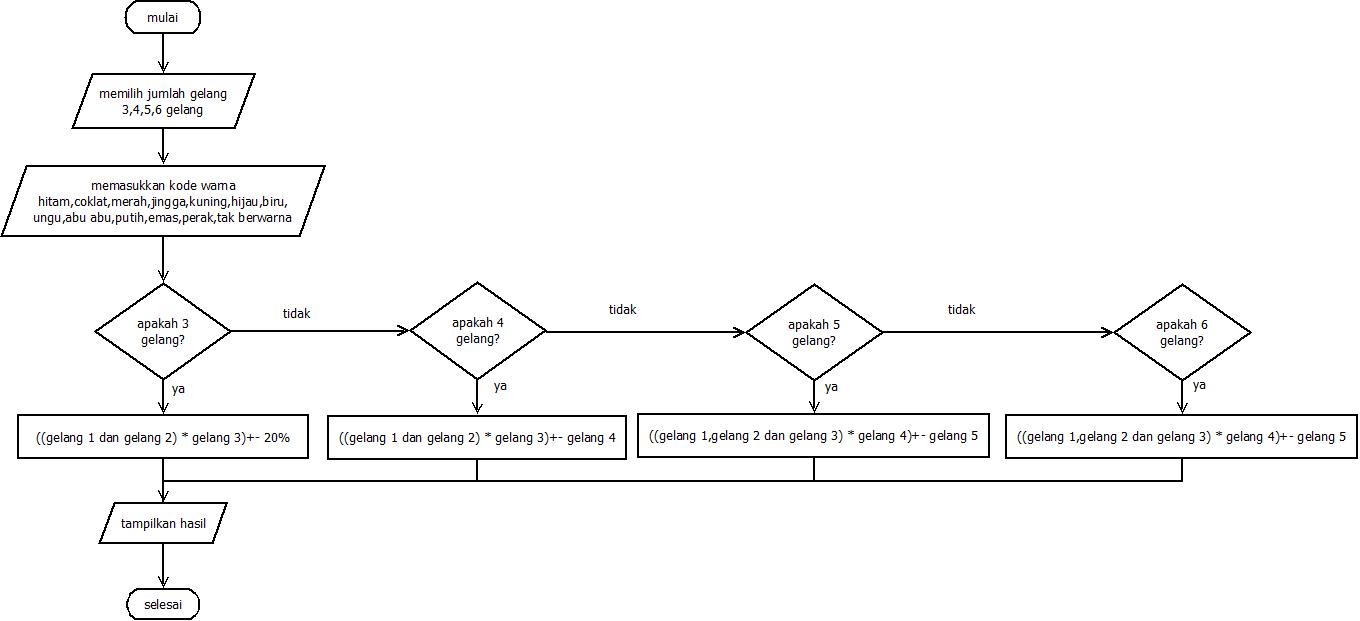 mulai
memilih jumlah gelang
3,4,5,6 gelang
memasukkan kode warna
hitam,coklat,merah,jingga,kuning,hijau,biru,
ungu,abu abu,putih,emas,perak,tak berwarna
apakah 3
gelang?
tidak
apakah 4
gelang?
tidak
apakah 5
gelang?
tidak
apakah 6
gelang?
ya
ya
ya
ya
((gelang 1 dan gelang 2) * gelang 3)+- 20%
((gelang 1 dan gelang 2) * gelang 3)+- gelang 4
((gelang 1,gelang 2 dan gelang 3) * gelang 4)+- gelang 5
((gelang 1,gelang 2 dan gelang 3) * gelang 4)+- gelang 5
tampilkan hasil
selesai